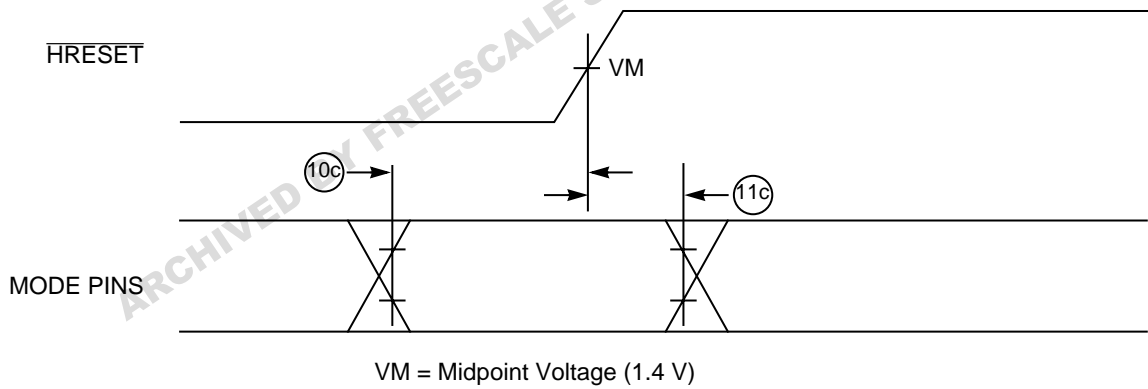 HRESET
VM
10c
11c
MODE PINS
VM = Midpoint Voltage (1.4 V)
ARCHIVED BY FREESCALE